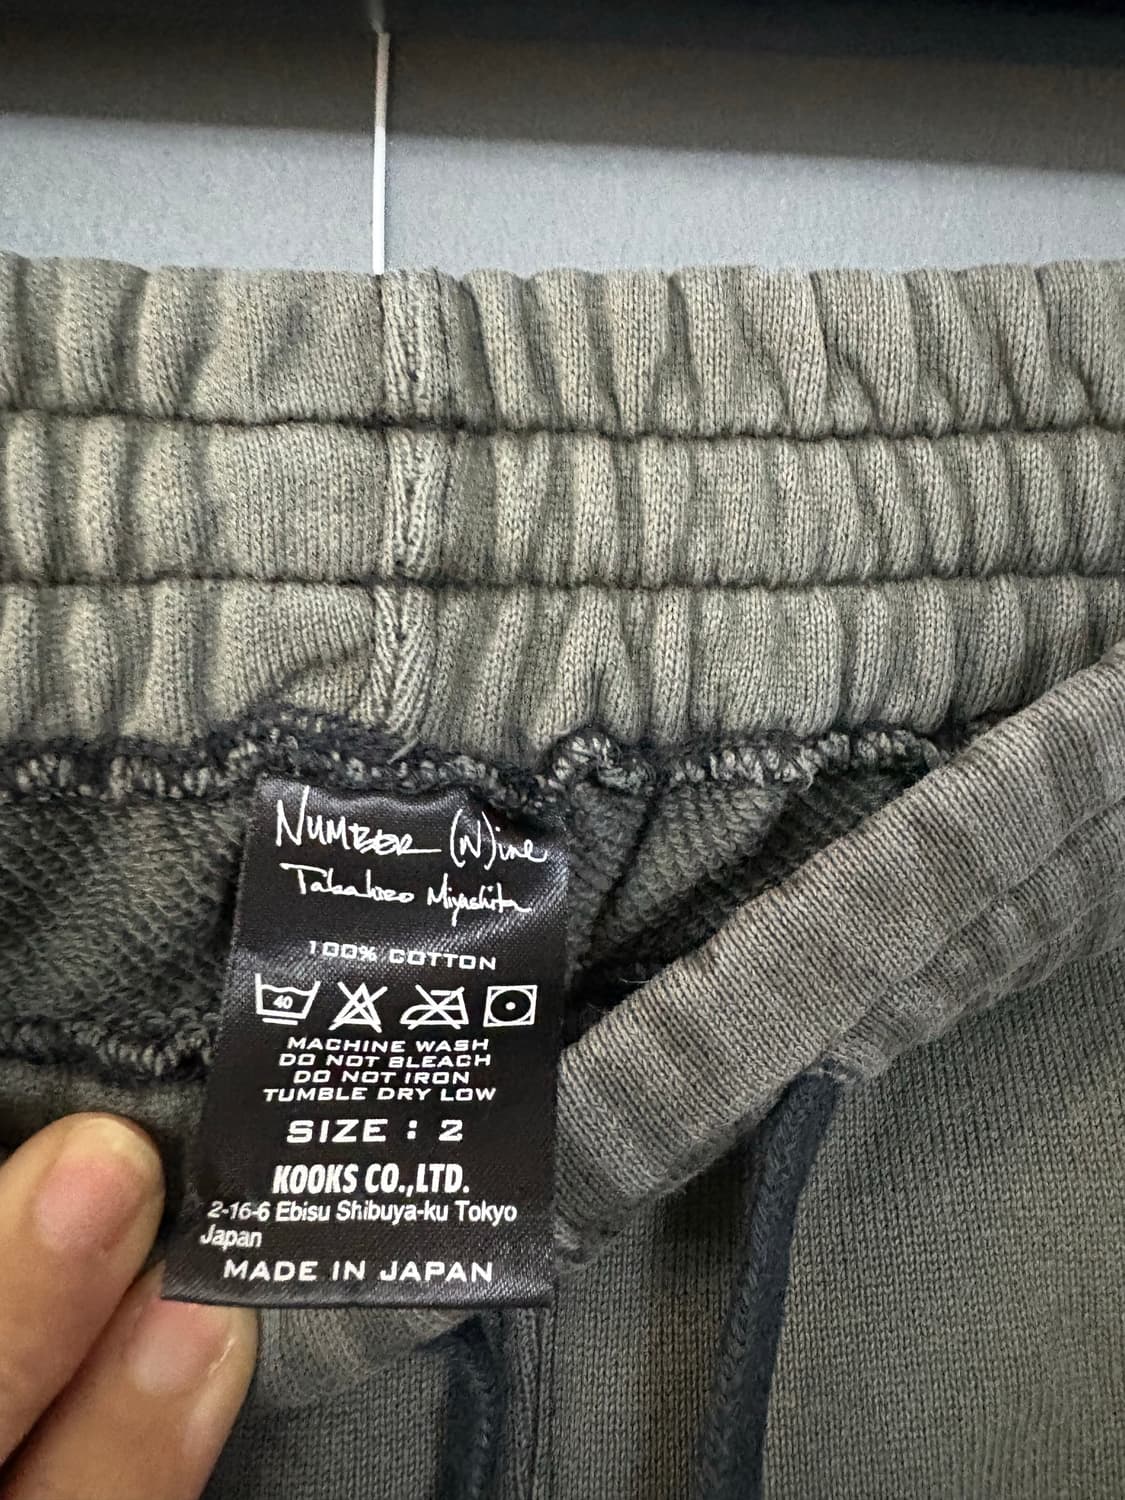 NUMBER (N)ine
Takahiro Miyashita
100% COTTON
40
MACHINE WASH
DO NOT BLEACH
DO NOT IRON
TUMBLE DRY LOW
SIZE : 2
KOOKS CO.,LTD.
2-16-6 Ebisu Shibuya-ku Tokyo
Japan
MADE IN JAPAN